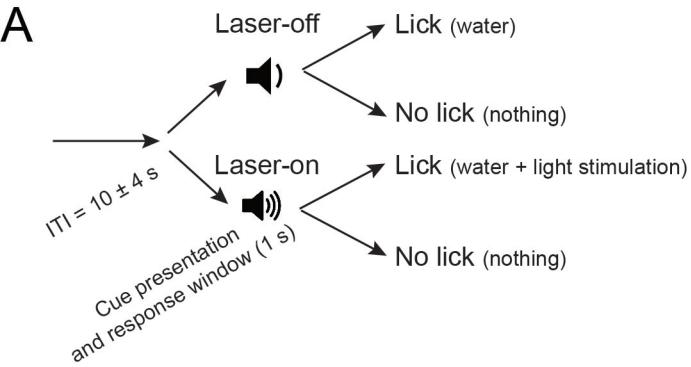 A
Laser-off
Lick (water)
No lick (nothing)
ITI = 10 ± 4 s
Laser-on
Lick (water + light stimulation)
No lick (nothing)
Cue presentation
and response window (1 s)